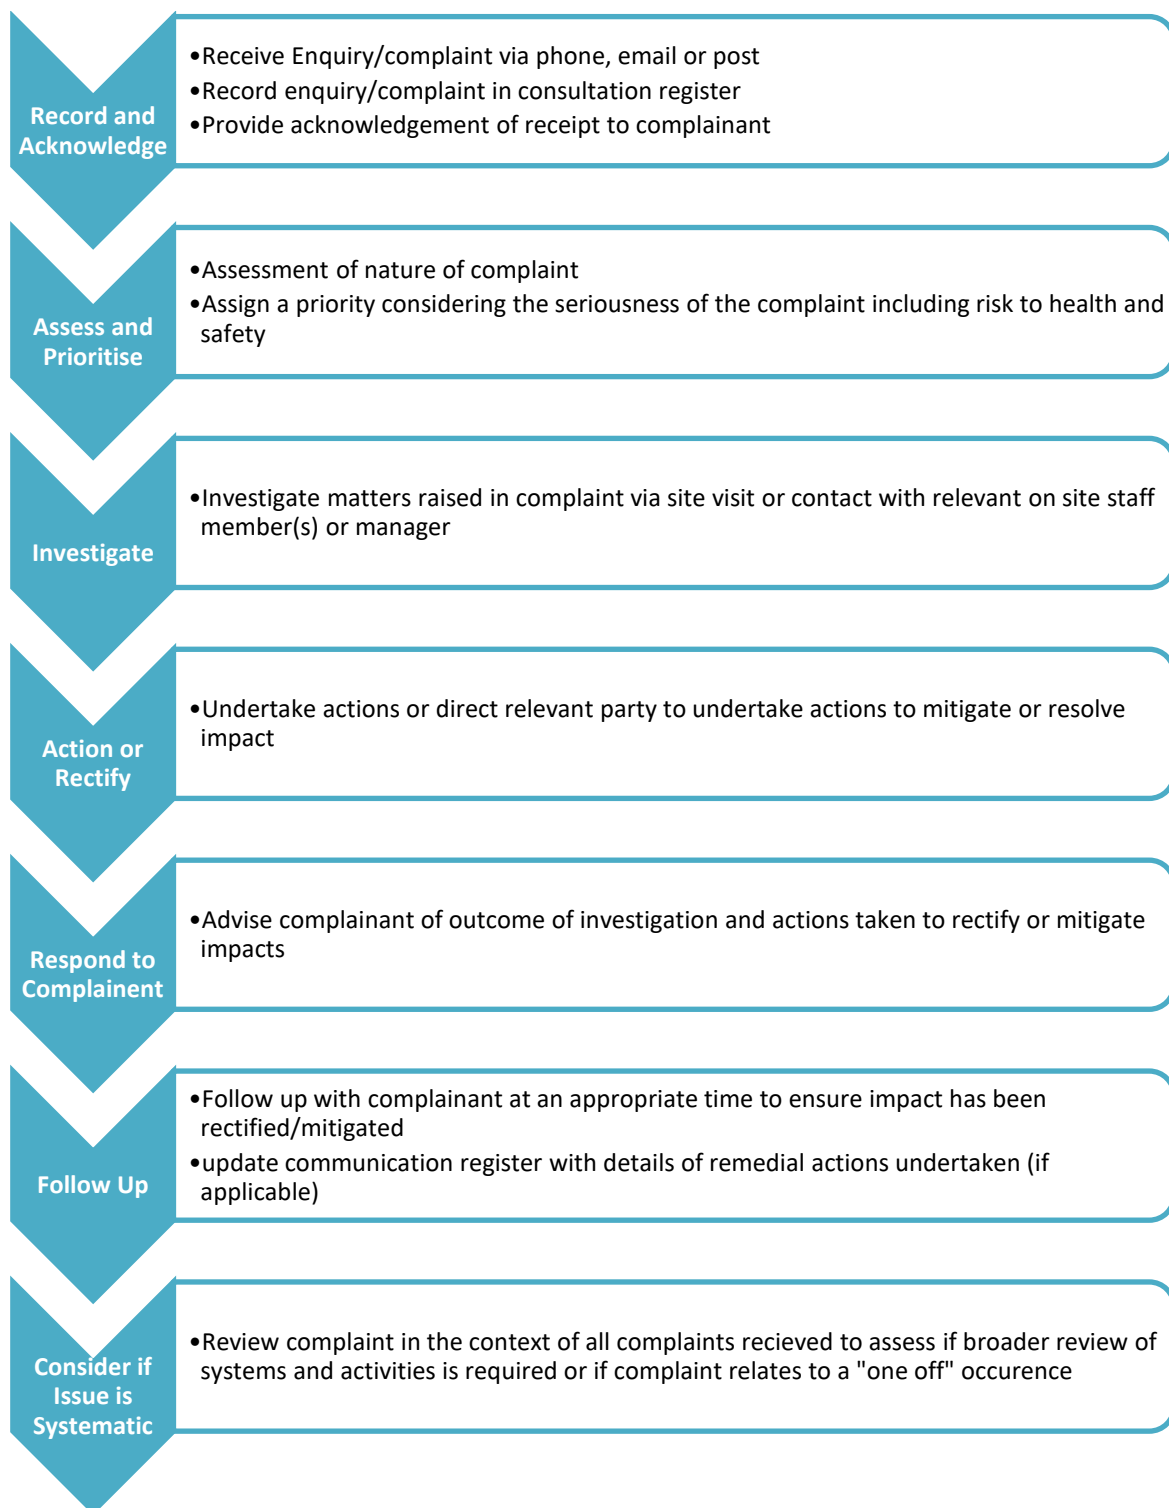 Record and
Acknowledge
•Receive Enquiry/complaint via phone, email or post
•Record enquiry/complaint in consultation register
•Provide acknowledgement of receipt to complainant
Assess and
Prioritise
•Assessment of nature of complaint
•Assign a priority considering the seriousness of the complaint including risk to health and
safety
Investigate
•Investigate matters raised in complaint via site visit or contact with relevant on site staff
member(s) or manager
Action or
Rectify
•Undertake actions or direct relevant party to undertake actions to mitigate or resolve
impact
Respond to
Complainent
•Advise complainant of outcome of investigation and actions taken to rectify or mitigate
impacts
Follow Up
•Follow up with complainant at an appropriate time to ensure impact has been
rectified/mitigated
•update communication register with details of remedial actions undertaken (if
applicable)
Consider if
Issue is
Systematic
•Review complaint in the context of all complaints recieved to assess if broader review of
systems and activities is required or if complaint relates to a "one off" occurence